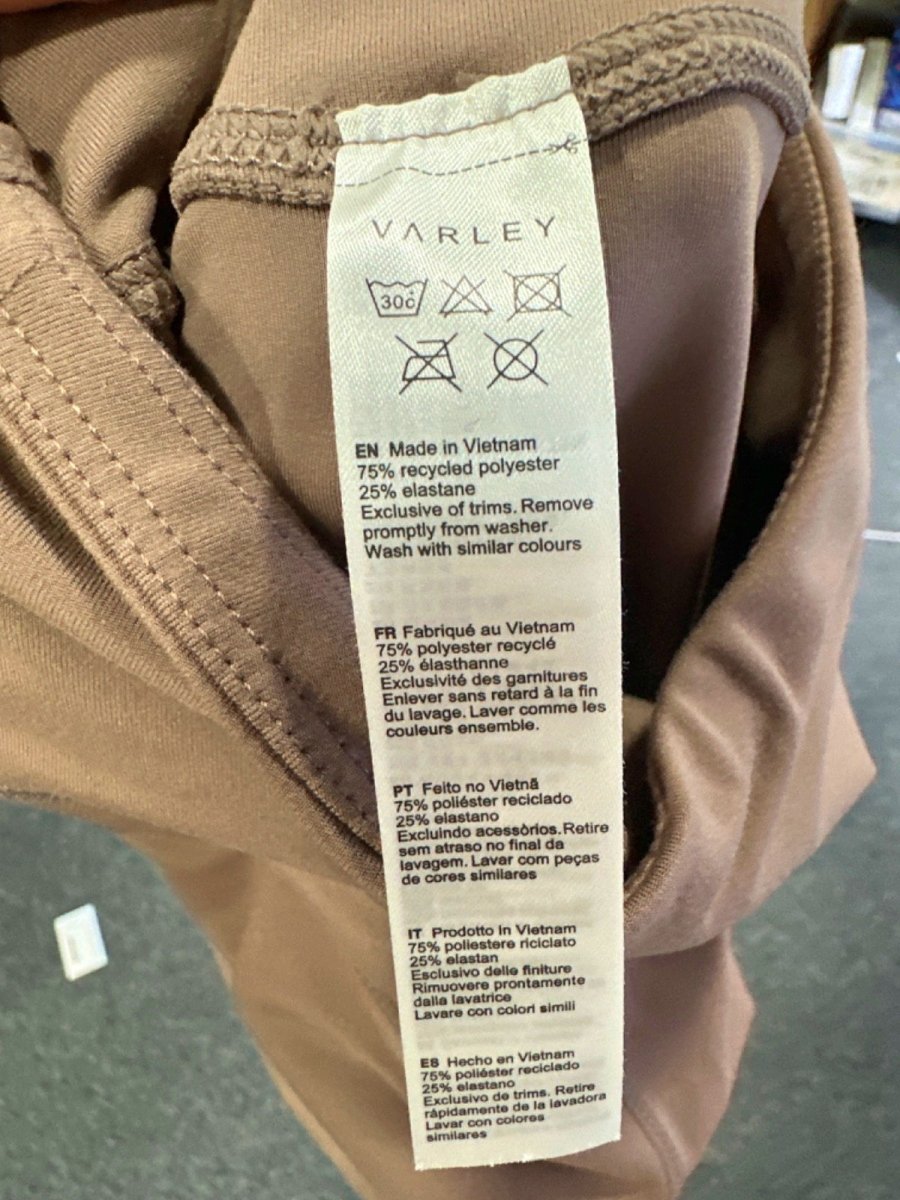 VARLEY
30c
EN Made in Vietnam
75% recycled polyester
25% elastane
Exclusive of trims. Remove
promptly from washer.
Wash with similar colours
FR Fabriqué au Vietnam
75% polyester recyclé
25% élasthanne
Exclusivité des garnitures
Enlever sans retard à la fin
du lavage. Laver comme les
couleurs ensemble.
PT Feito no Vietnã
75% poliéster reciclado
25% elastano
Excluindo acessòrios. Retire
sem atraso no final da
lavagem. Lavar com peças
de cores similares
IT Prodotto in Vietnam
75% poliestere riciclato
25% elastan
Esclusivo delle finiture
Rimuovere prontamente
dalla lavatrice
Lavare con colori simili
ES Hecho en Vietnam
75% poliéster reciclado
25% elastano
Exclusivo de trims. Retire
rápidamente de la lavadora
Lavar con colores
similares